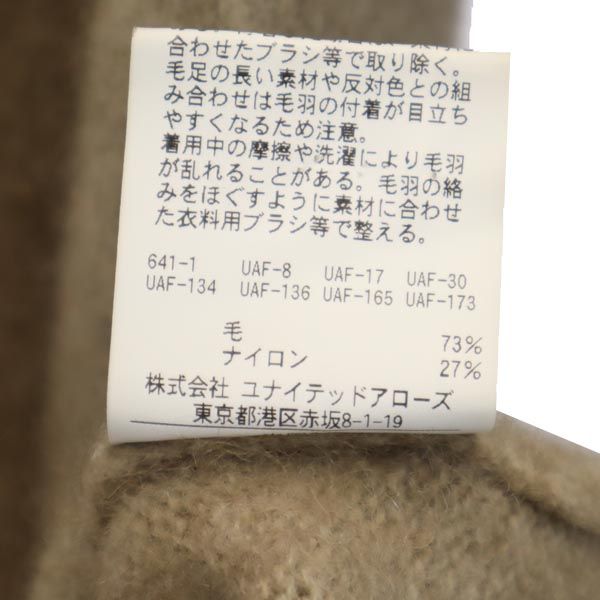 合わせたブラシ等で取り除く。
毛足の長い素材や反対色との組
み合わせは毛羽の付着が目立ち
やすくなるため注意。
着用中の摩擦や洗濯により毛羽
が乱れることがある。毛羽の絡
みをほぐすように素材に合わせ
た衣料用ブラシ等で整える。
641-1 UAF-8 UAF-17 UAF-30
UAF-134 UAF-136 UAF-165 UAF-173
毛 73%
ナイロン 27%
株式会社 ユナイテッドアローズ
東京都港区赤坂8-1-19